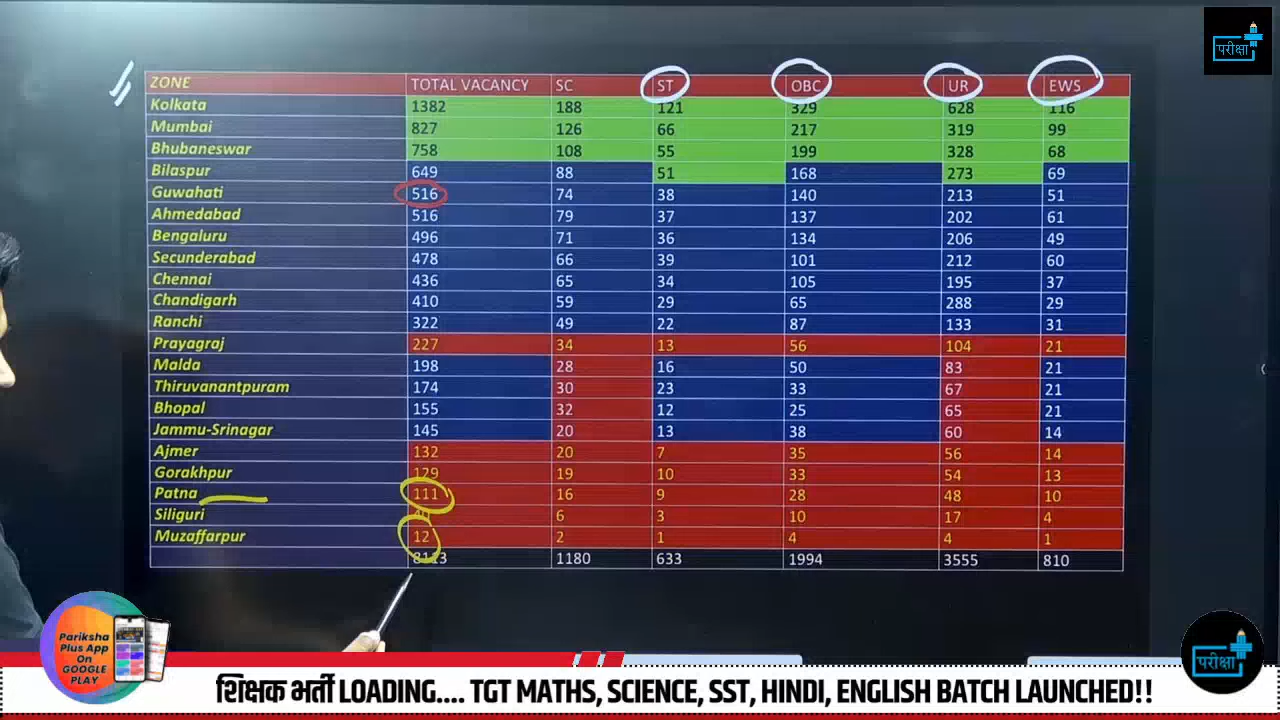 परीक्षा
ZONE TOTAL VACANCY SC ST OBC UR EWS
Kolkata 1382 188 121 329 628 116
Mumbai 827 126 66 217 319 99
Bhubaneswar 758 108 55 199 328 68
Bilaspur 649 88 51 168 273 69
Guwahati 516 74 38 140 213 51
Ahmedabad 516 79 37 137 202 61
Bengaluru 496 71 36 134 206 49
Secunderabad 478 66 39 101 212 60
Chennai 436 65 34 105 195 37
Chandigarh 410 59 29 65 288 29
Ranchi 322 49 22 87 133 31
Prayagraj 227 34 13 56 104 21
Malda 198 28 16 50 83 21
Thiruvanantpuram 174 30 23 33 67 21
Bhopal 155 32 12 25 65 21
Jammu-Srinagar 145 20 13 38 60 14
Ajmer 132 20 7 35 56 14
Gorakhpur 129 19 10 33 54 13
Patna 111 16 9 28 48 10
Siliguri 6 3 10 17 4
Muzaffarpur 12 2 1 4 4 1
8113 1180 633 1994 3555 810
Pariksha
Plus App
On
GOOGLE
PLAY
परीक्षा
शिक्षक भर्ती LOADING.... TGT MATHS, SCIENCE, SST, HINDI, ENGLISH BATCH LAUNCHED!!